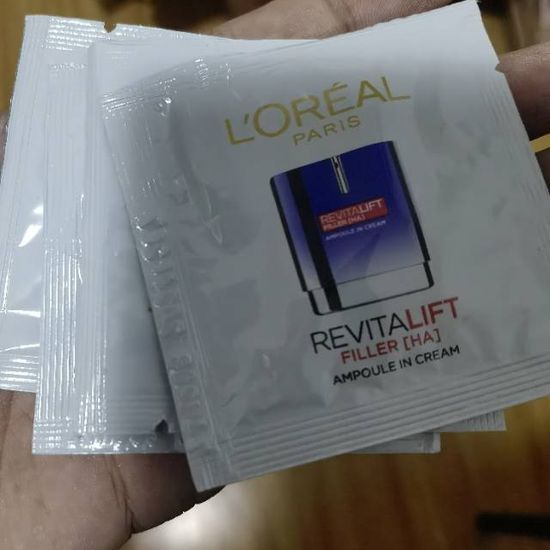 L'ORÉAL
PARIS
REVITALIFT
FILLER [HA]
AMPOULE IN CREAM
REVITALIFT
FILLER [HA]
AMPOULE IN CREAM